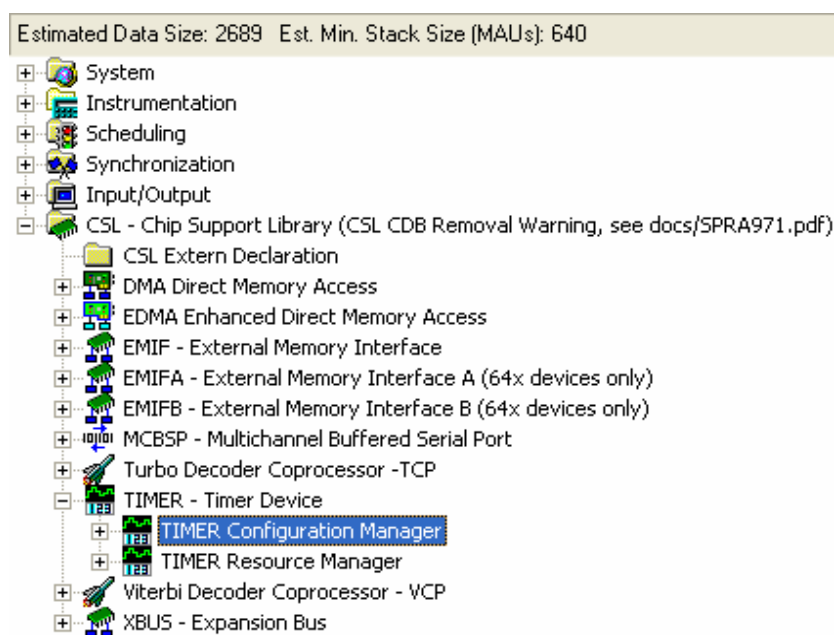 Estimated Data Size: 2689 Est. Min. Stack Size (MAUs): 640
System
Instrumentation
Scheduling
Synchronization
Input/Output
CSL - Chip Support Library (CSL CDB Removal Warning, see docs/SPRA971.pdf)
CSL Extern Declaration
DMA Direct Memory Access
EDMA Enhanced Direct Memory Access
EMIF - External Memory Interface
EMIFA - External Memory Interface A (64x devices only)
EMIFB - External Memory Interface B (64x devices only)
MCBSP - Multichannel Buffered Serial Port
Turbo Decoder Coprocessor -TCP
TIMER - Timer Device
TIMER Configuration Manager
TIMER Resource Manager
Viterbi Decoder Coprocessor - VCP
XBUS - Expansion Bus